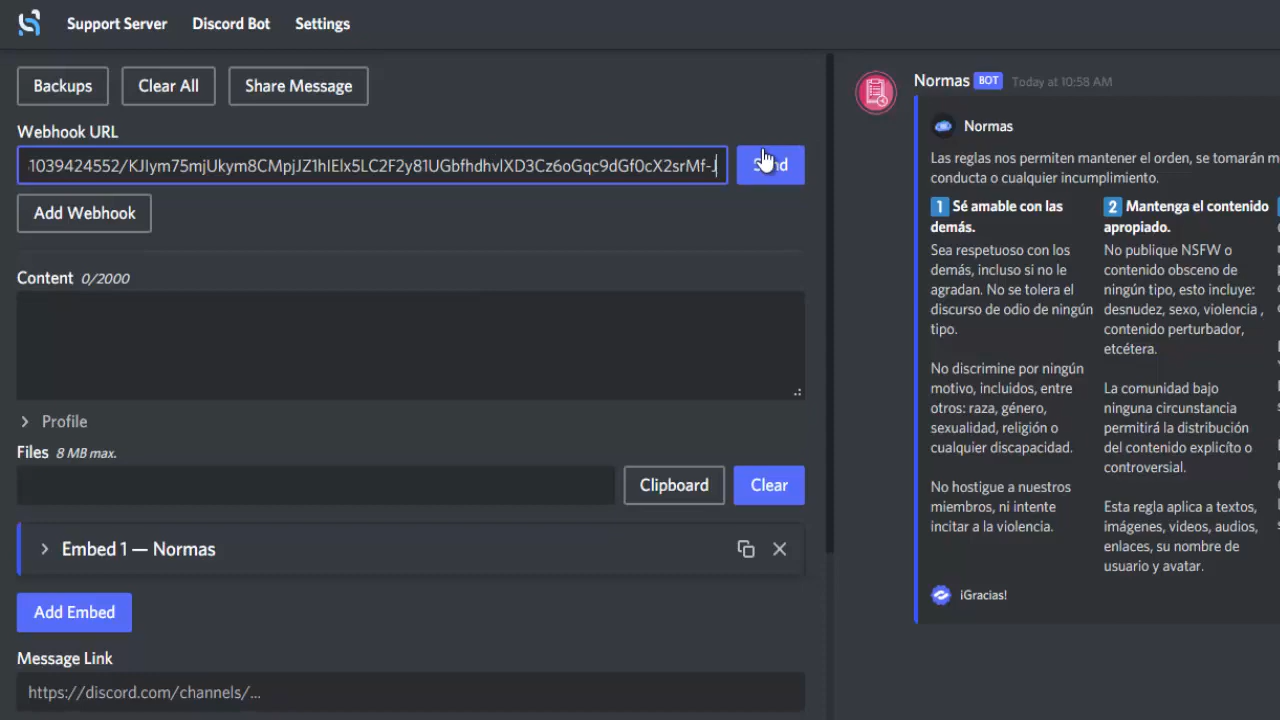 Support Server Discord Bot Settings
Backups Clear All Share Message
Webhook URL
Add Webhook
Content 0/2000
Profile
Files 8 MB max.
Clipboard Clear
Embed 1 — Normas
Add Embed
Message Link
https://discord.com/channels/...
Normas BOT Today at 10:58 AM
Normas
Las reglas nos permiten mantener el orden, se tomarán
conducta o cualquier incumplimiento.
1 Sé amable con las
demás.
Sea respetuoso con los
demás, incluso si no le
agradan. No se tolera el
discurso de odio de ningún
tipo.
No discrimine por ningún
motivo, incluidos, entre
otros: raza, género,
sexualidad, religión o
cualquier discapacidad.
No hostigue a nuestros
miembros, ni intente
incitar a la violencia.
2 Mantenga el contenido
apropiado.
No publique NSFW o
contenido obsceno de
ningún tipo, esto incluye:
desnudez, sexo, violencia ,
contenido perturbador,
etcétera.
La comunidad bajo
ninguna circunstancia
permitirá la distribución
del contenido explicíto o
controversial.
Esta regla aplica a textos,
imágenes, videos, audios,
enlaces, su nombre de
usuario y avatar.
¡Gracias!